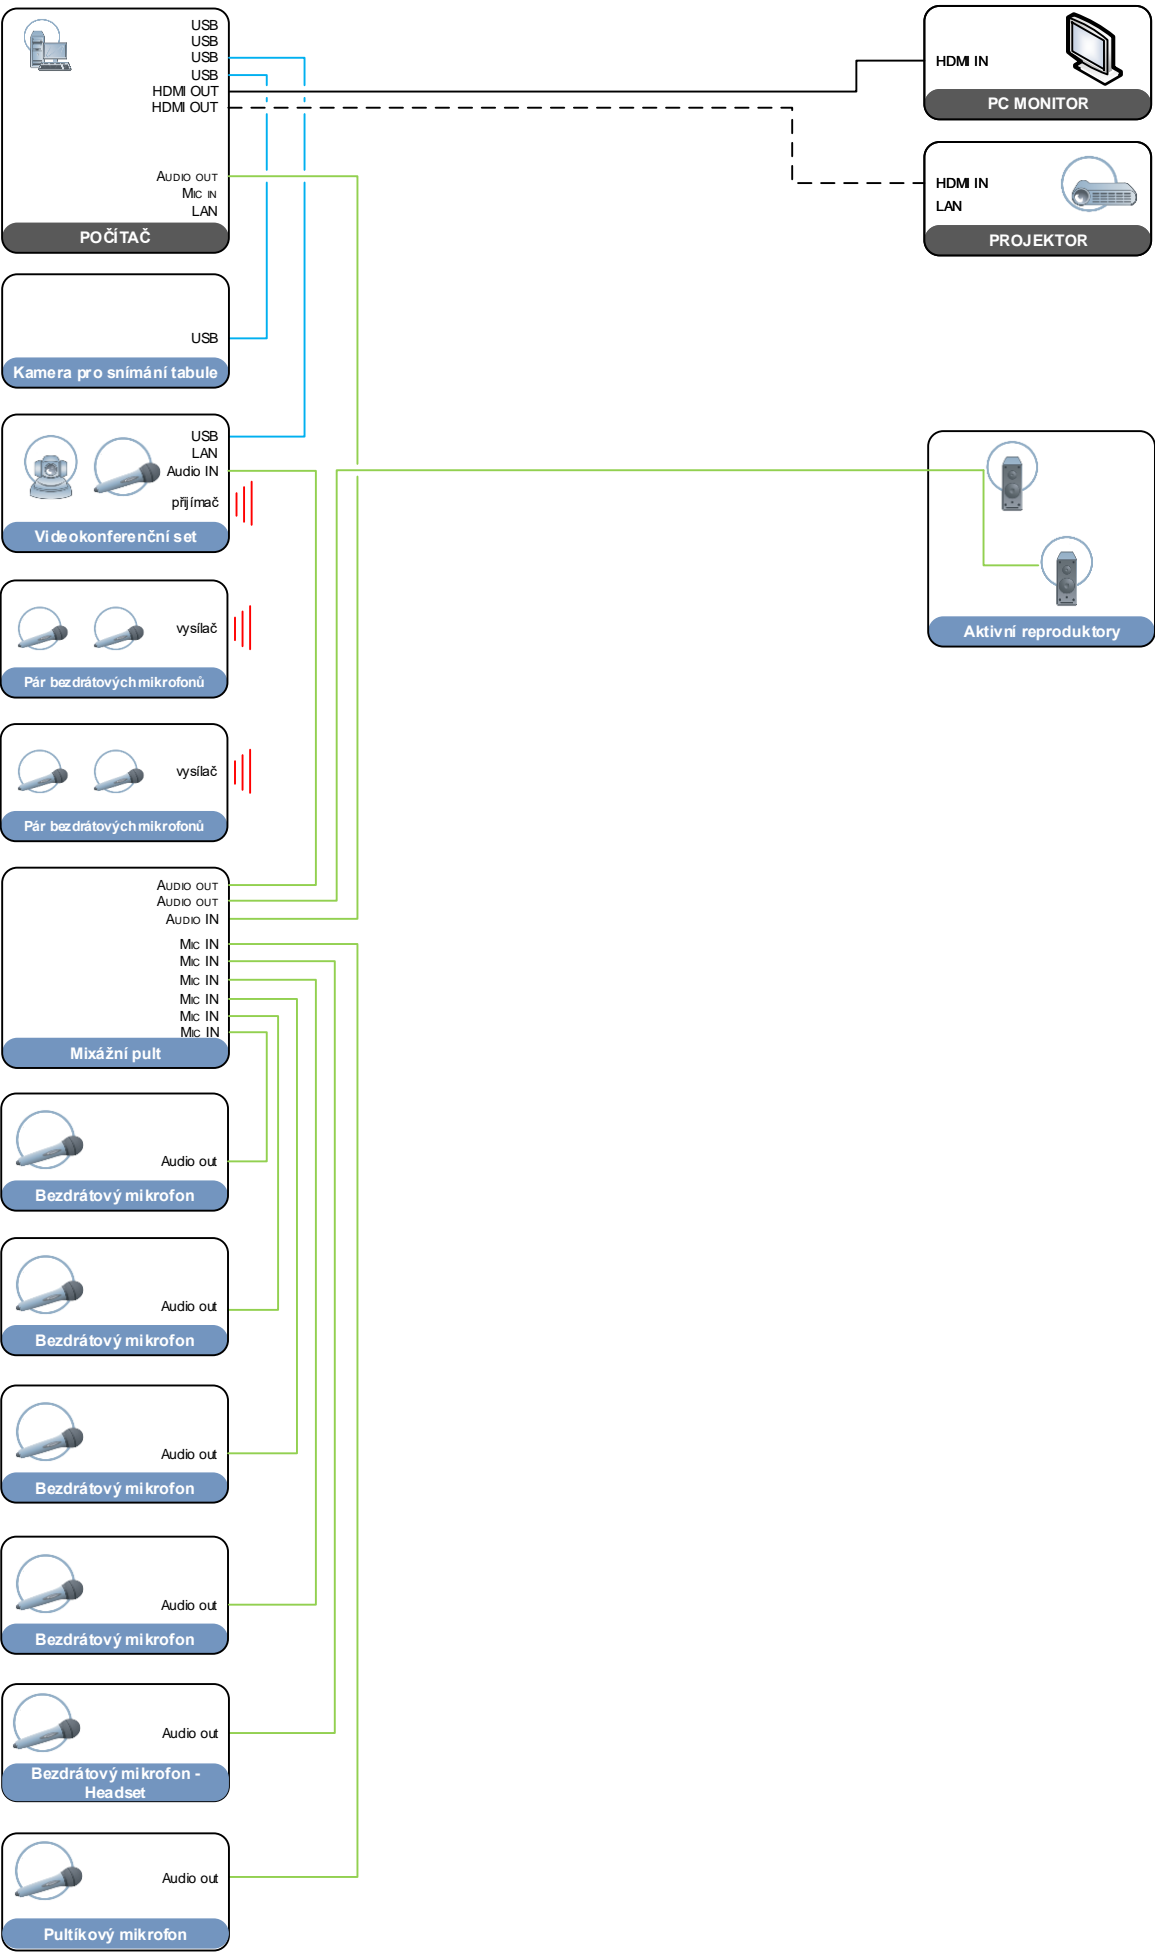 USB
USB
USB
USB
HDMI OUT
HDMI OUT
AUDIO OUT
MIC IN
LAN
POČÍTAČ
HDMI IN
PC MONITOR
HDMI IN
LAN
PROJEKTOR
USB
Kamera pro snímání tabule
USB
LAN
Audio IN
přijímač
Videokonferenční set
Aktivní reproduktory
vysílač
Pár bezdrátových mikrofonů
vysílač
Pár bezdrátových mikrofonů
AUDIO OUT
AUDIO OUT
AUDIO IN
MIC IN
MIC IN
MIC IN
MIC IN
MIC IN
MIC IN
Mixážní pult
Audio out
Bezdrátový mikrofon
Audio out
Bezdrátový mikrofon
Audio out
Bezdrátový mikrofon
Audio out
Bezdrátový mikrofon
Audio out
Bezdrátový mikrofon -
Headset
Audio out
Pultíkový mikrofon